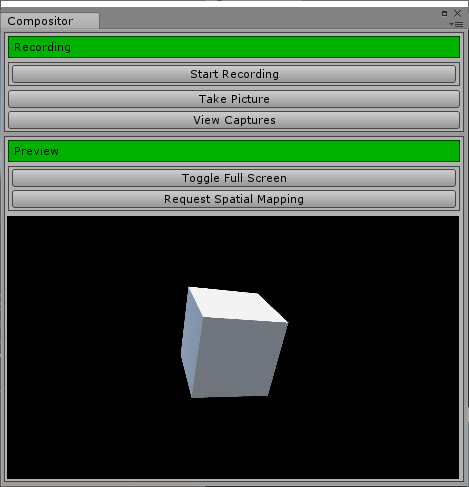 Compositor
Recording
Start Recording
Take Picture
View Captures
Preview
Toggle Full Screen
Request Spatial Mapping